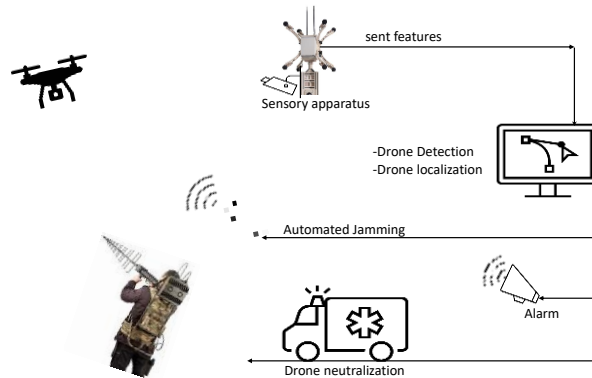 sent features
Sensory apparatus
-Drone Detection
-Drone localization
Automated Jamming
Alarm
Drone neutralization